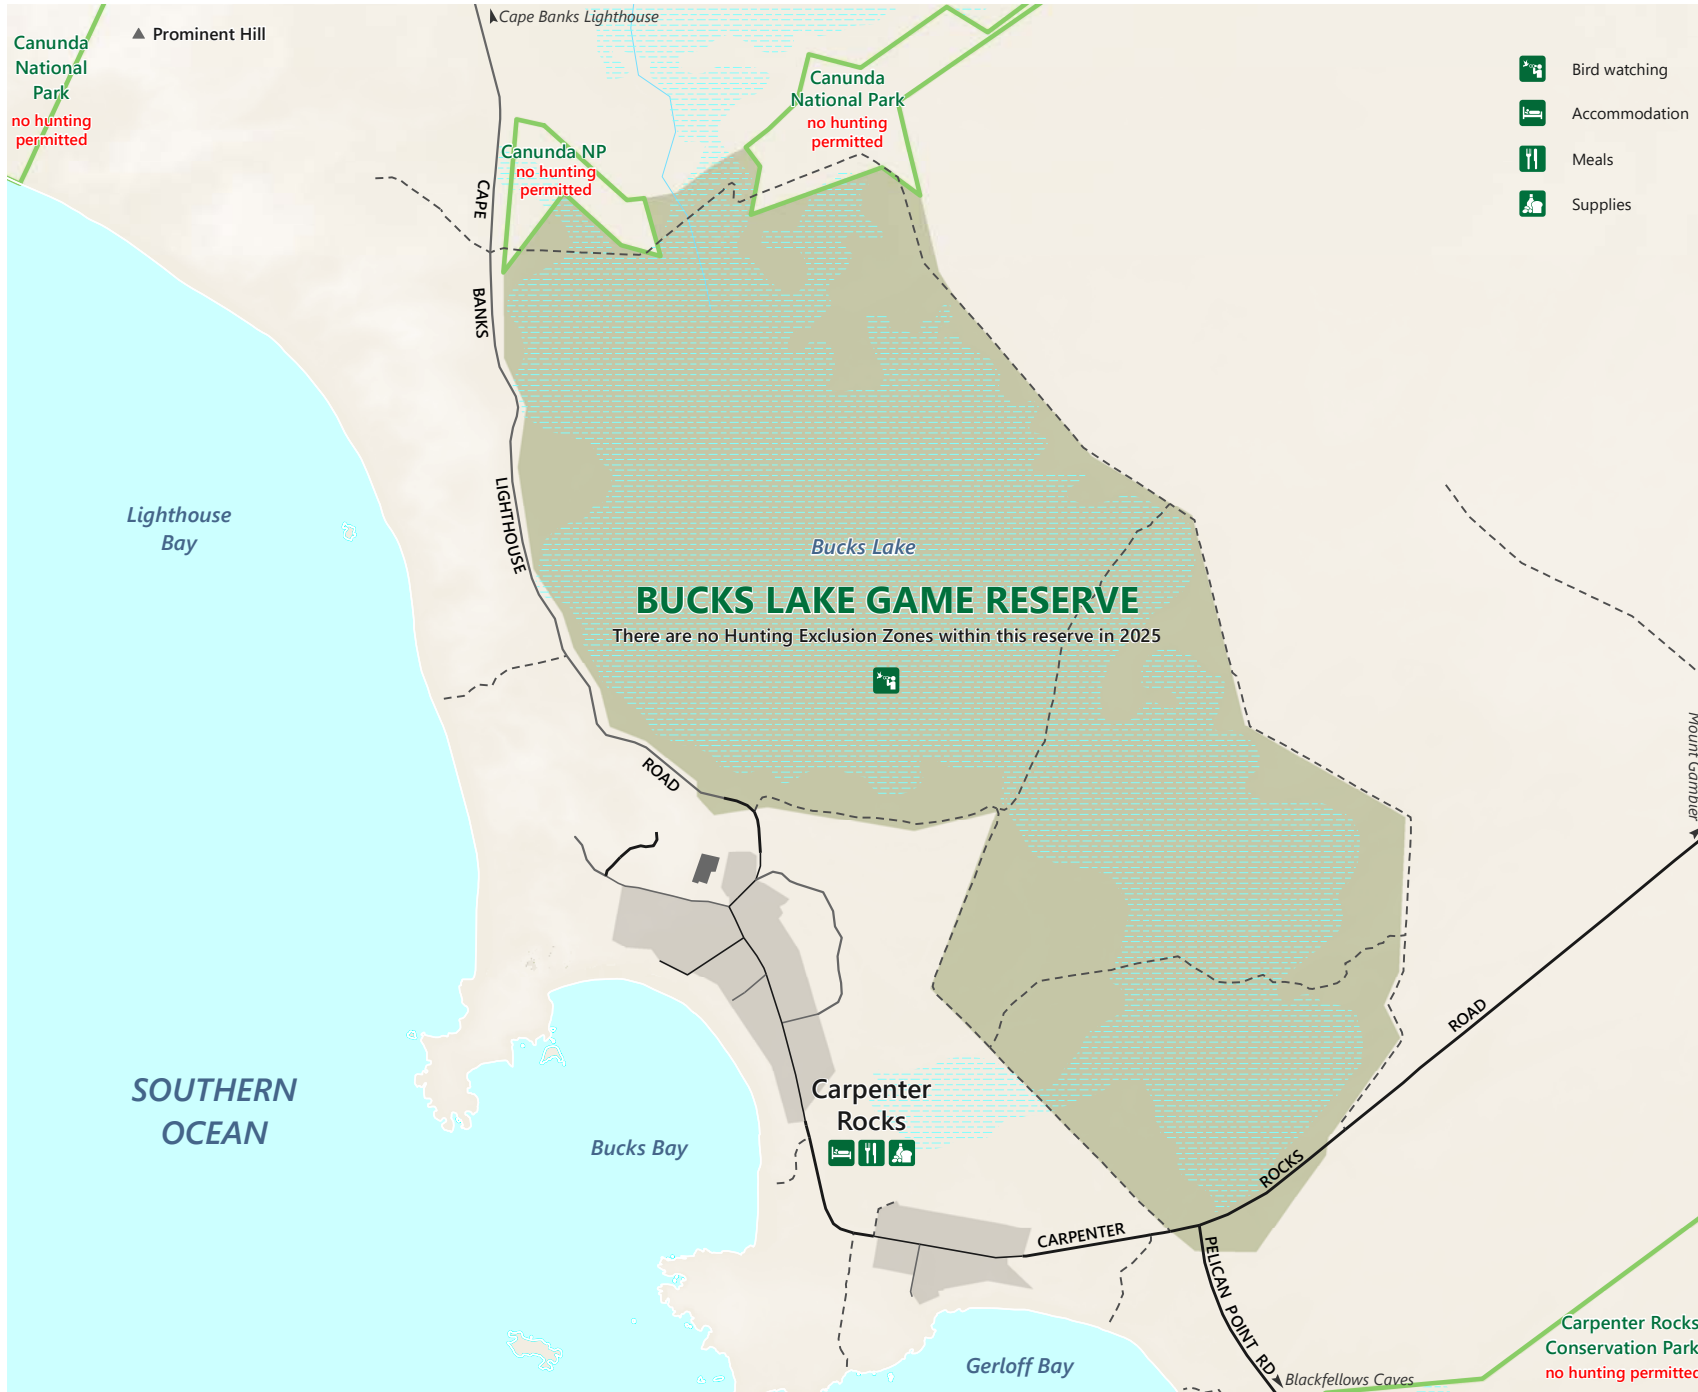 Cape Banks Lighthouse
Prominent Hill
Canunda
National
Park
no hunting
permitted
Canunda
National Park
no hunting
permitted
Canunda NP
no hunting
permitted
Bird watching
Accommodation
Meals
Supplies
CAPE
BANKS
LIGHTHOUSE
ROAD
Lighthouse
Bay
Bucks Lake
BUCKS LAKE GAME RESERVE
There are no Hunting Exclusion Zones within this reserve in 2025
Mount Gambier
SOUTHERN
OCEAN
Bucks Bay
Carpenter
Rocks
CARPENTER
ROCKS
ROAD
PELICAN POINT RD
Gerloff Bay
Blackfellows Caves
Carpenter Rocks
Conservation Park
no hunting permitted